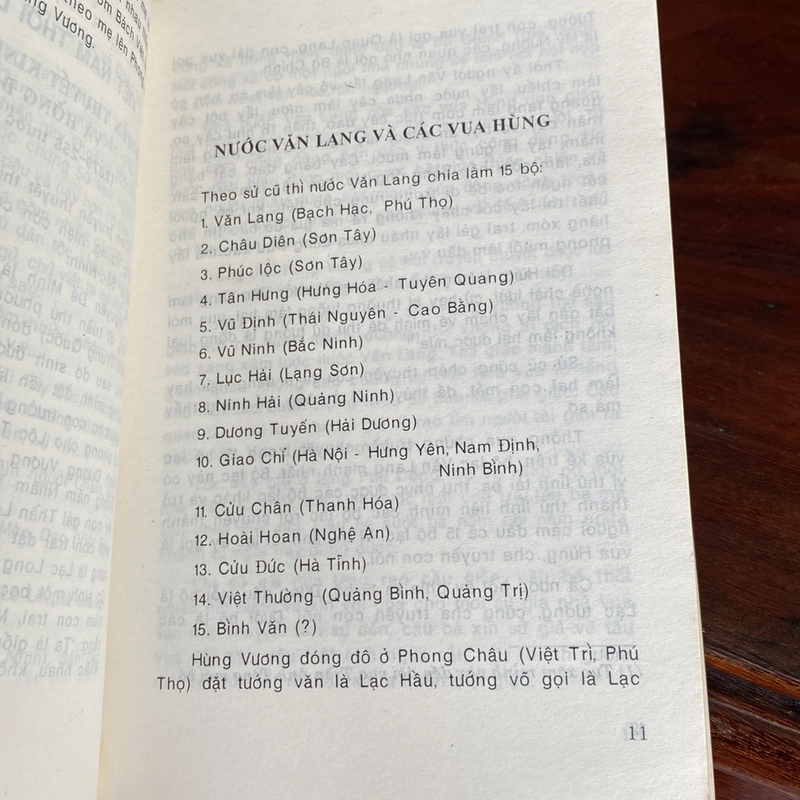 NƯỚC VĂN LANG VÀ CÁC VUA HÙNG
Theo sử cũ thì nước Văn Lang chia làm 15 bộ:
1. Văn Lang (Bạch Hạc, Phú Thọ)
2. Châu Diên (Sơn Tây)
3. Phúc lộc (Sơn Tây)
4. Tân Hưng (Hưng Hóa - Tuyên Quang)
5. Vũ Định (Thái Nguyên - Cao Bằng)
6. Vũ Ninh (Bắc Ninh)
7. Lục Hải (Lạng Sơn)
8. Ninh Hải (Quảng Ninh)
9. Dương Tuyến (Hải Dương)
10. Giao Chỉ (Hà Nội - Hưng Yên, Nam Định,
Ninh Bình)
11. Cửu Chân (Thanh Hóa)
12. Hoài Hoan (Nghệ An)
13. Cửu Đức (Hà Tĩnh)
14. Việt Thường (Quảng Bình, Quảng Trị)
15. Bình Văn (?)
Hùng Vương đóng đô ở Phong Châu (Việt Trì, Phú
Thọ) đặt tướng văn là Lạc Hầu, tướng võ gọi là Lạc
11